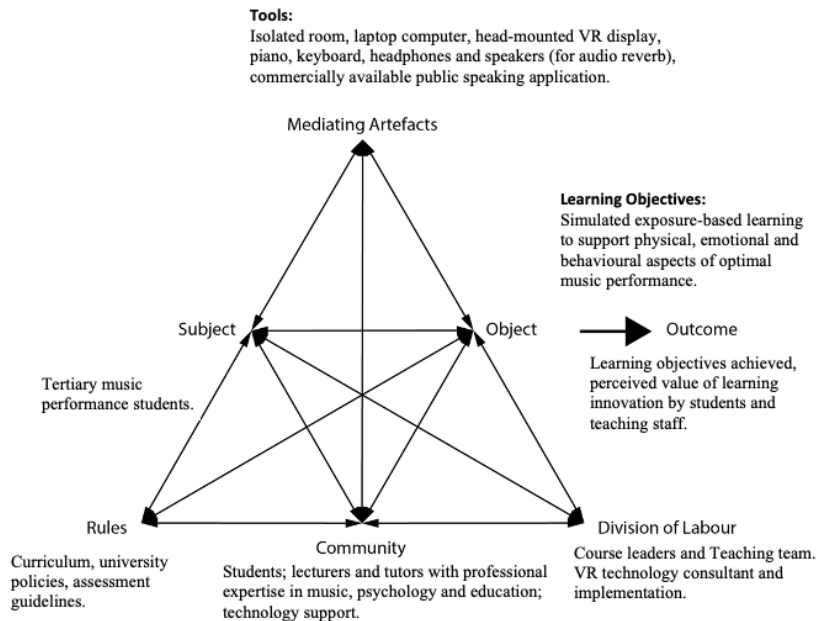 Tools:
Isolated room, laptop computer, head-mounted VR display,
piano, keyboard, headphones and speakers (for audio reverb),
commercially available public speaking application.
Mediating Artefacts
Learning Objectives:
Simulated exposure-based learning
to support physical, emotional and
behavioural aspects of optimal
music performance.
Subject
Object
Outcome
Tertiary music
performance students.
Learning objectives achieved,
perceived value of learning
innovation by students and
teaching staff.
Rules
Curriculum, university
policies, assessment
guidelines.
Community
Students; lecturers and tutors with professional
expertise in music, psychology and education;
technology support.
Division of Labour
Course leaders and Teaching team.
VR technology consultant and
implementation.